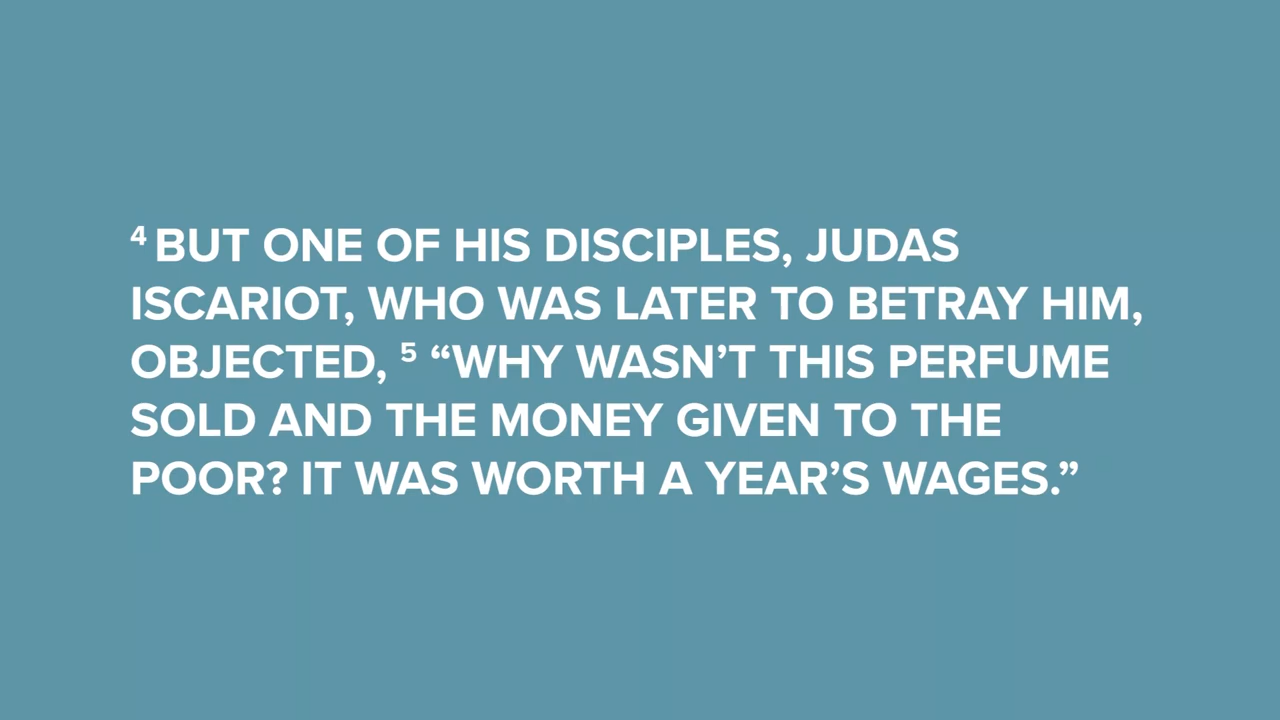 ⁴ BUT ONE OF HIS DISCIPLES, JUDAS
ISCARIOT, WHO WAS LATER TO BETRAY HIM,
OBJECTED, ⁵ “WHY WASN’T THIS PERFUME
SOLD AND THE MONEY GIVEN TO THE
POOR? IT WAS WORTH A YEAR’S WAGES.”